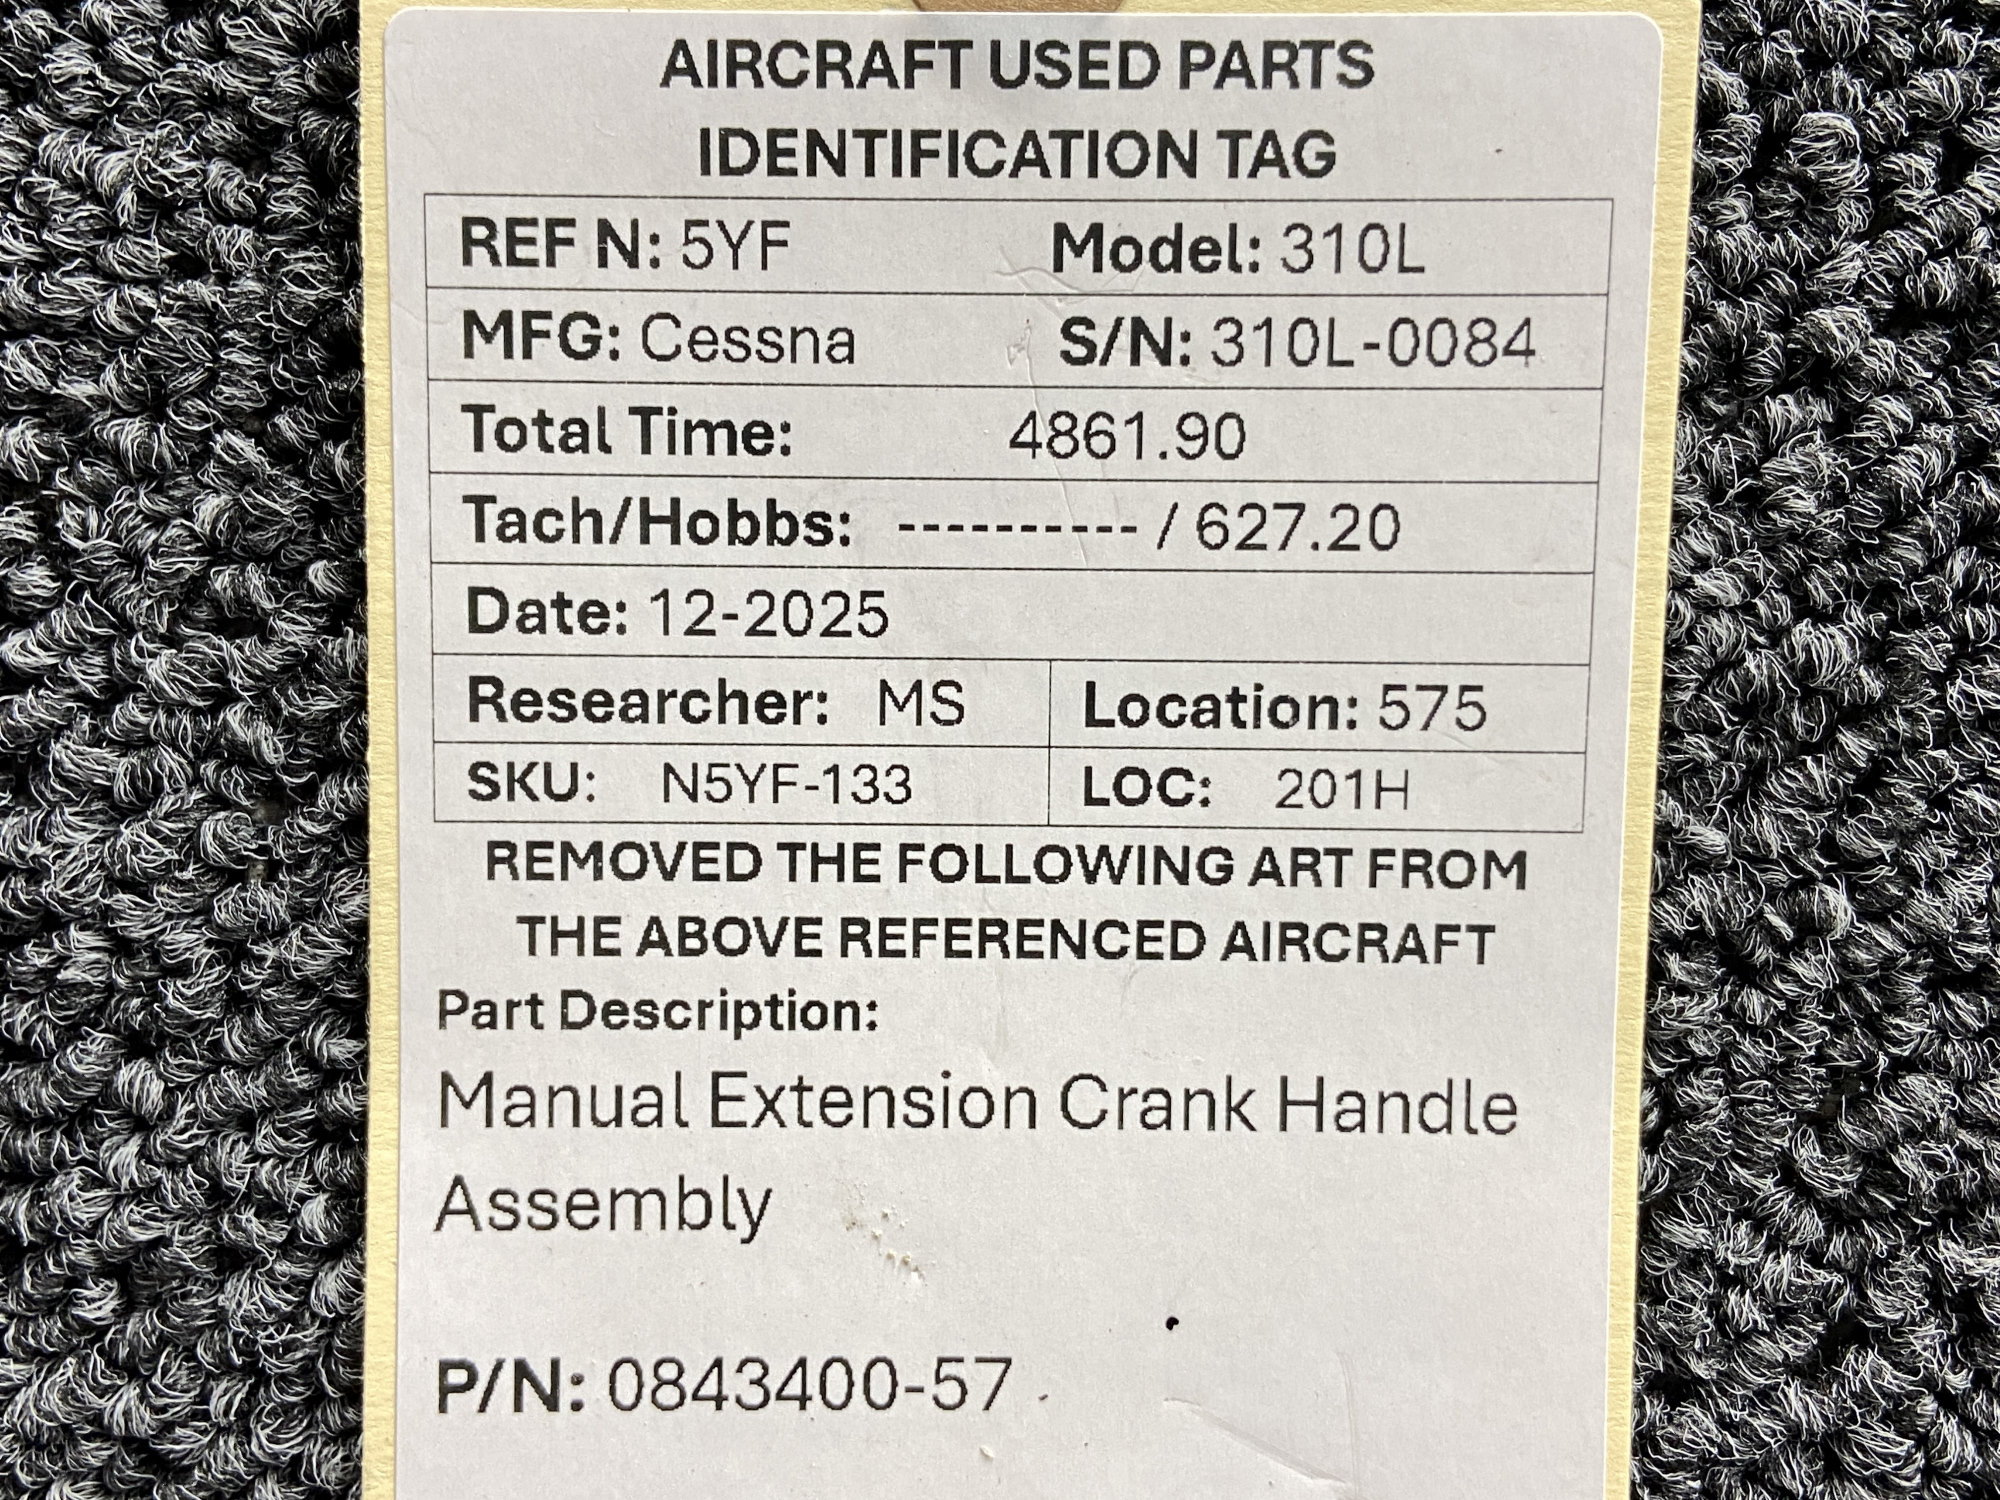 AIRCRAFT USED PARTS
IDENTIFICATION TAG
REF N: 5YF Model: 310L
MFG: Cessna S/N: 310L-0084
Total Time: 4861.90
Tach/Hobbs: ---------- / 627.20
Date: 12-2025
Researcher: MS Location: 575
SKU: N5YF-133 LOC: 201H
REMOVED THE FOLLOWING ART FROM
THE ABOVE REFERENCED AIRCRAFT
Part Description:
Manual Extension Crank Handle
Assembly
P/N: 0843400-57